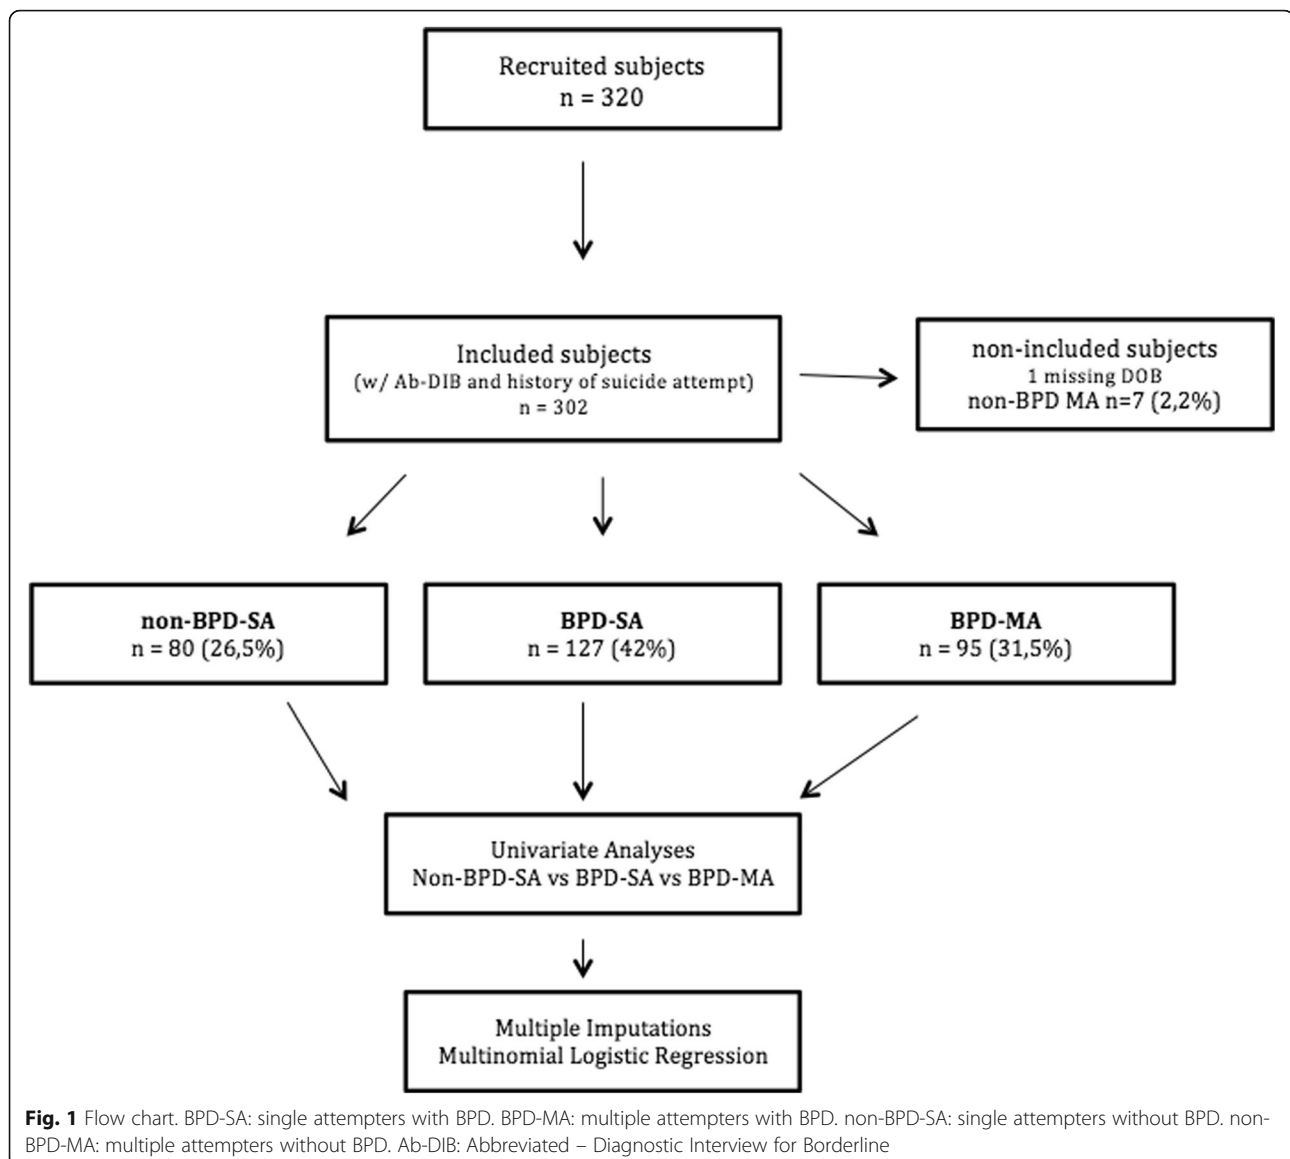 Recruited subjects
n = 320
Included subjects
(w/ Ab-DIB and history of suicide attempt)
n = 302
non-included subjects
1 missing DOB
non-BPD MA n=7 (2,2%)
non-BPD-SA
n = 80 (26,5%)
BPD-SA
n = 127 (42%)
BPD-MA
n = 95 (31,5%)
Univariate Analyses
Non-BPD-SA vs BPD-SA vs BPD-MA
Multiple Imputations
Multinomial Logistic Regression
Fig. 1 Flow chart. BPD-SA: single attempters with BPD. BPD-MA: multiple attempters with BPD. non-BPD-SA: single attempters without BPD. non-
BPD-MA: multiple attempters without BPD. Ab-DIB: Abbreviated – Diagnostic Interview for Borderline